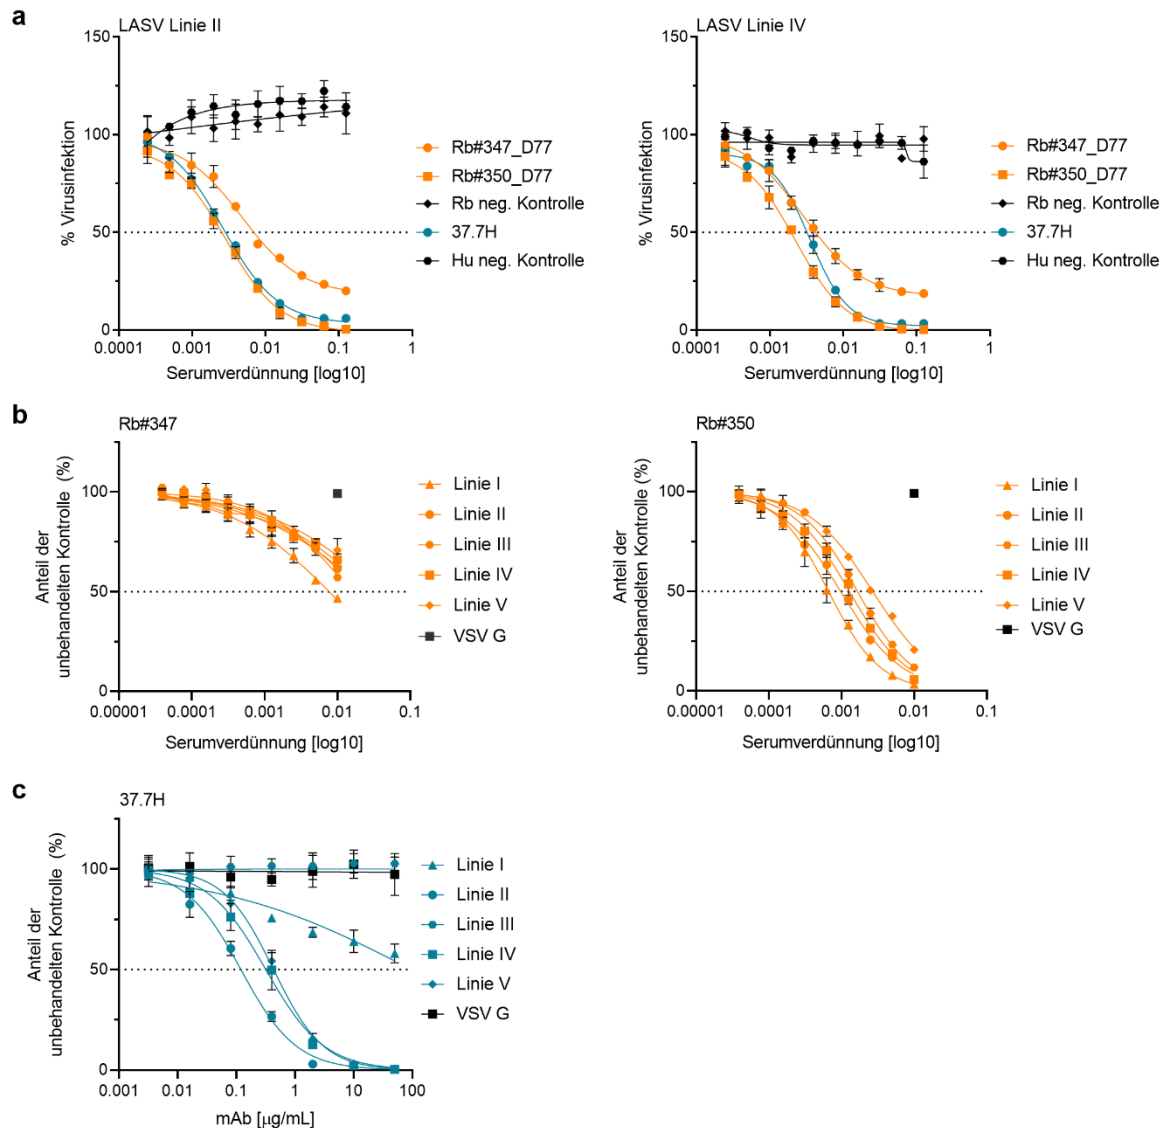 a
LASV Linie II
% Virusinfektion
150
100
50
0
0.0001
0.001
0.01
0.1
1
Serumverdünnung [log10]
Rb#347_D77
Rb#350_D77
Rb neg. Kontrolle
37.7H
Hu neg. Kontrolle
LASV Linie IV
% Virusinfektion
150
100
50
0
0.0001
0.001
0.01
0.1
1
Serumverdünnung [log10]
Rb#347_D77
Rb#350_D77
Rb neg. Kontrolle
37.7H
Hu neg. Kontrolle
b
Rb#347
Anteil der
unbehandelten Kontrolle (%)
100
50
0
0.00001
0.0001
0.001
0.01
0.1
Serumverdünnung [log10]
Linie I
Linie II
Linie III
Linie IV
Linie V
VSV G
Rb#350
Anteil der
unbehandelten Kontrolle (%)
100
50
0
0.00001
0.0001
0.001
0.01
0.1
Serumverdünnung [log10]
Linie I
Linie II
Linie III
Linie IV
Linie V
VSV G
c
37.7H
Anteil der
unbehandelten Kontrolle (%)
100
50
0
0.001
0.01
0.1
1
10
100
mAb [µg/mL]
Linie I
Linie II
Linie III
Linie IV
Linie V
VSV G